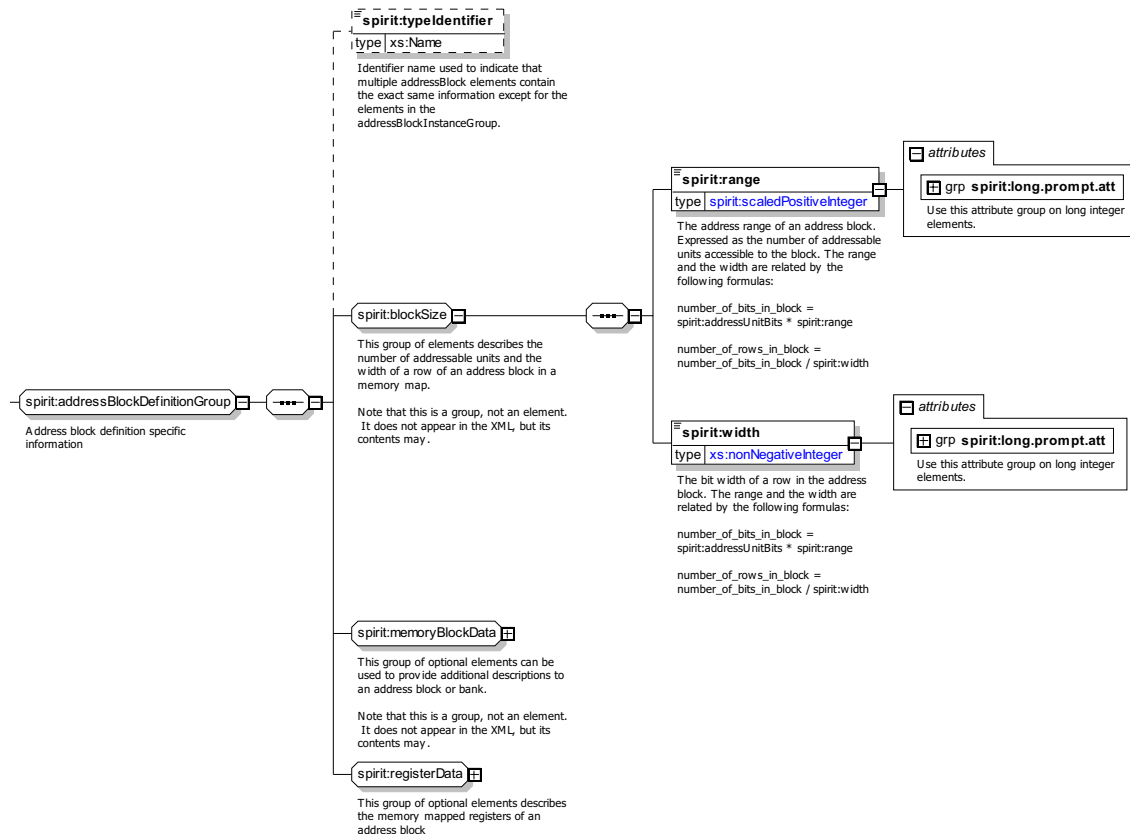 spirit:typeIdentifier
type xs:Name
Identifier name used to indicate that
multiple addressBlock elements contain
the exact same information except for the
elements in the
addressBlockInstanceGroup.
attributes
grp spirit:long.prompt.att
Use this attribute group on long integer
elements.
spirit:range
type spirit:scaledPositiveInteger
The address range of an address block.
Expressed as the number of addressable
units accessible to the block. The range
and the width are related by the
following formulas:
number_of_bits_in_block =
spirit:addressUnitBits * spirit:range
number_of_rows_in_block =
number_of_bits_in_block / spirit:width
spirit:blockSize
This group of elements describes the
number of addressable units and the
width of a row of an address block in a
memory map.
Note that this is a group, not an element.
It does not appear in the XML, but its
contents may.
spirit:addressBlockDefinitionGroup
Address block definition specific
information
attributes
grp spirit:long.prompt.att
Use this attribute group on long integer
elements.
spirit:width
type xs:nonNegativeInteger
The bit width of a row in the address
block. The range and the width are
related by the following formulas:
number_of_bits_in_block =
spirit:addressUnitBits * spirit:range
number_of_rows_in_block =
number_of_bits_in_block / spirit:width
spirit:memoryBlockData
This group of optional elements can be
used to provide additional descriptions to
an address block or bank.
Note that this is a group, not an element.
It does not appear in the XML, but its
contents may.
spirit:registerData
This group of optional elements describes
the memory mapped registers of an
address block